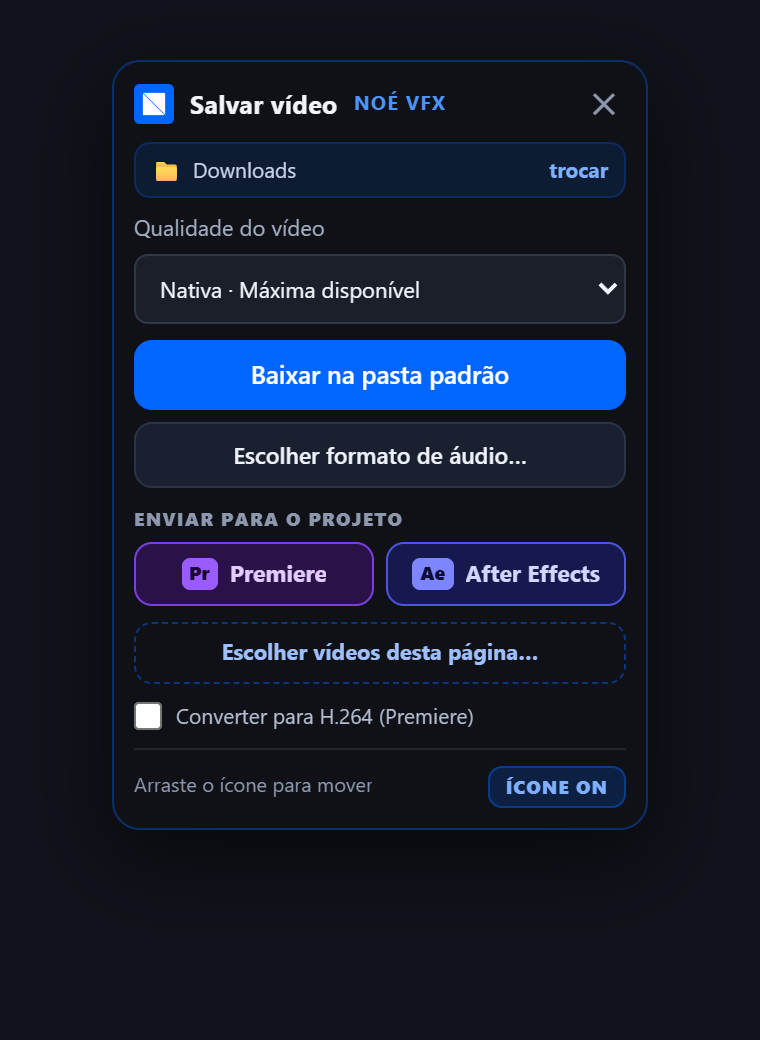 Salvar vídeo NOÉ VFX
Downloads trocar
Qualidade do vídeo
Nativa · Máxima disponível
Baixar na pasta padrão
Escolher formato de áudio...
ENVIAR PARA O PROJETO
Pr Premiere Ae After Effects
Escolher vídeos desta página...
Converter para H.264 (Premiere)
Arraste o ícone para mover ÍCONE ON